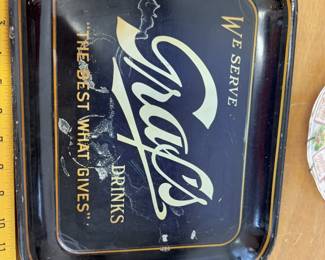 WE SERVE
Graf's
DRINKS
"THE BEST WHAT GIVES"